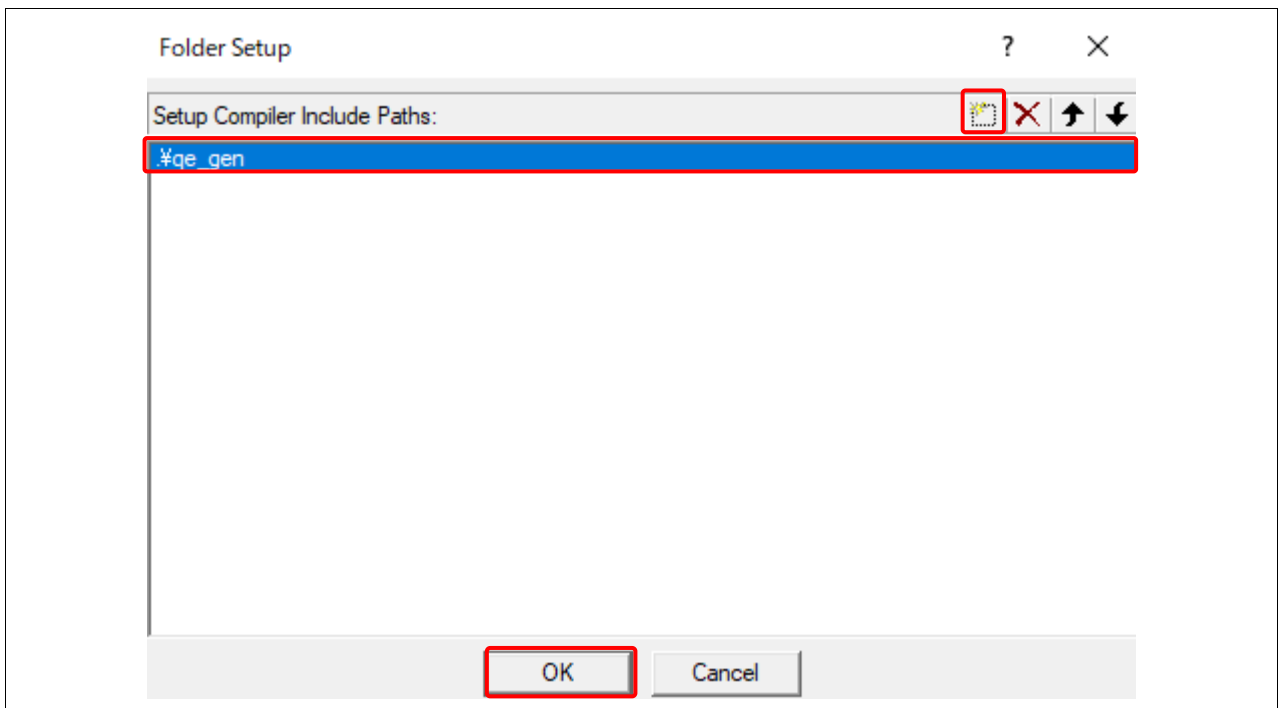 Folder Setup
?
Setup Compiler Include Paths:
.¥qe_gen
OK
Cancel